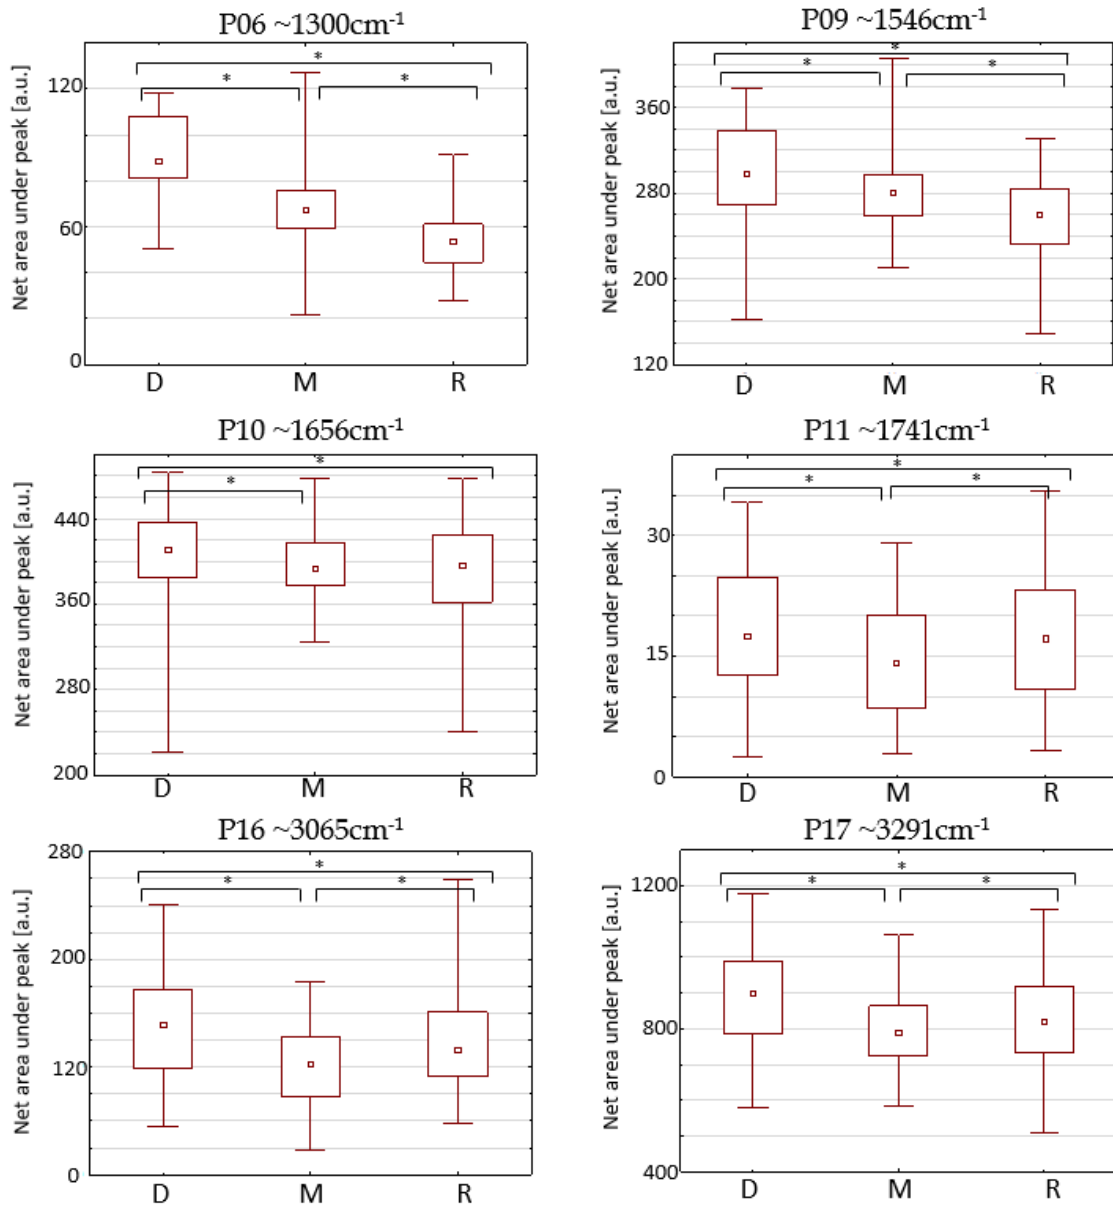 P06 ~1300cm⁻¹
Net area under peak [a.u.]
120
60
0
* * *
D M R
P09 ~1546cm⁻¹
Net area under peak [a.u.]
360
280
200
120
* * *
D M R
P10 ~1656cm⁻¹
Net area under peak [a.u.]
440
360
280
200
* *
D M R
P11 ~1741cm⁻¹
Net area under peak [a.u.]
30
15
0
* * *
D M R
P16 ~3065cm⁻¹
Net area under peak [a.u.]
280
200
120
0
* * *
D M R
P17 ~3291cm⁻¹
Net area under peak [a.u.]
1200
800
400
* * *
D M R